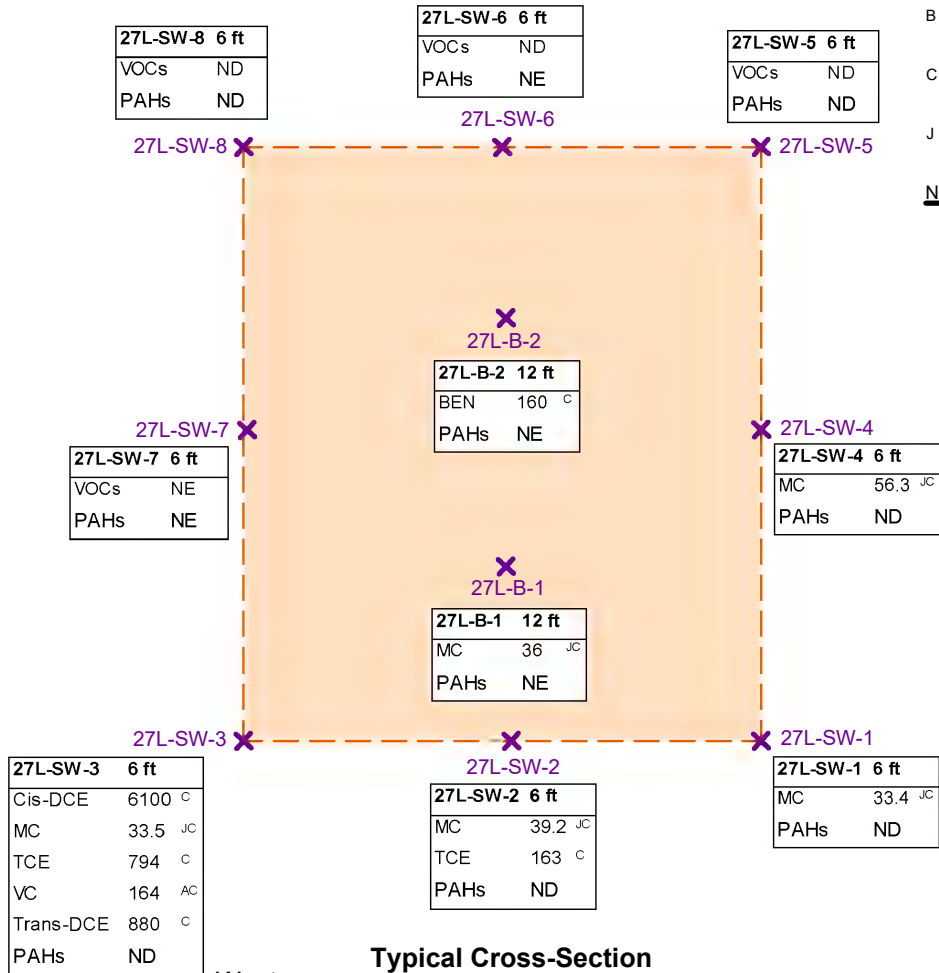 27L-SW-6 6 ft
VOCs ND
PAHs NE
27L-SW-8 6 ft
VOCs ND
PAHs ND
27L-SW-5 6 ft
VOCs ND
PAHs ND
B
C
J
N
27L-SW-8
27L-SW-6
27L-SW-5
27L-B-2
27L-B-2 12 ft
BEN 160 C
PAHs NE
27L-SW-7
27L-SW-7 6 ft
VOCs NE
PAHs NE
27L-SW-4
27L-SW-4 6 ft
MC 56.3 JC
PAHs ND
27L-B-1
27L-B-1 12 ft
MC 36 JC
PAHs NE
27L-SW-3
27L-SW-3 6 ft
Cis-DCE 6100 C
MC 33.5 JC
TCE 794 C
VC 164 AC
Trans-DCE 880 C
PAHs ND
27L-SW-2
27L-SW-2 6 ft
MC 39.2 JC
TCE 163 C
PAHs ND
27L-SW-1
27L-SW-1 6 ft
MC 33.4 JC
PAHs ND
Typical Cross-Section